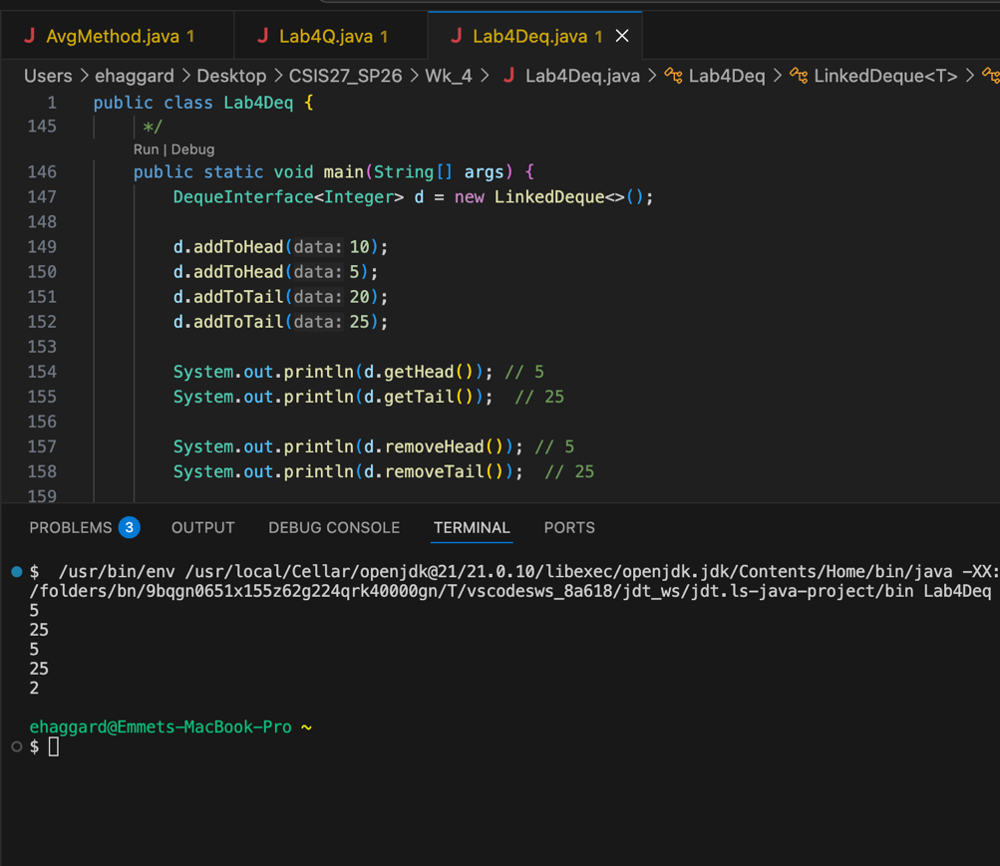 AvgMethod.java 1
Lab4Q.java 1
Lab4Deq.java 1
Users > ehaggard > Desktop > CSIS27_SP26 > Wk_4 > Lab4Deq.java > Lab4Deq > LinkedDeque<T> >
1 public class Lab4Deq {
145 */
Run | Debug
146 public static void main(String[] args) {
147 DequeInterface<Integer> d = new LinkedDeque<>();
148
149 d.addToHead(data: 10);
150 d.addToHead(data: 5);
151 d.addToTail(data: 20);
152 d.addToTail(data: 25);
153
154 System.out.println(d.getHead()); // 5
155 System.out.println(d.getTail());  // 25
156
157 System.out.println(d.removeHead()); // 5
158 System.out.println(d.removeTail());  // 25
159
PROBLEMS 3 OUTPUT DEBUG CONSOLE TERMINAL PORTS
$  /usr/bin/env /usr/local/Cellar/openjdk@21/21.0.10/libexec/openjdk.jdk/Contents/Home/bin/java -XX:
/folders/bn/9bqgn0651x155z62g224qrk40000gn/T/vscodesws_8a618/jdt_ws/jdt.ls-java-project/bin Lab4Deq
5
25
5
25
2
ehaggard@Emmets-MacBook-Pro ~
$